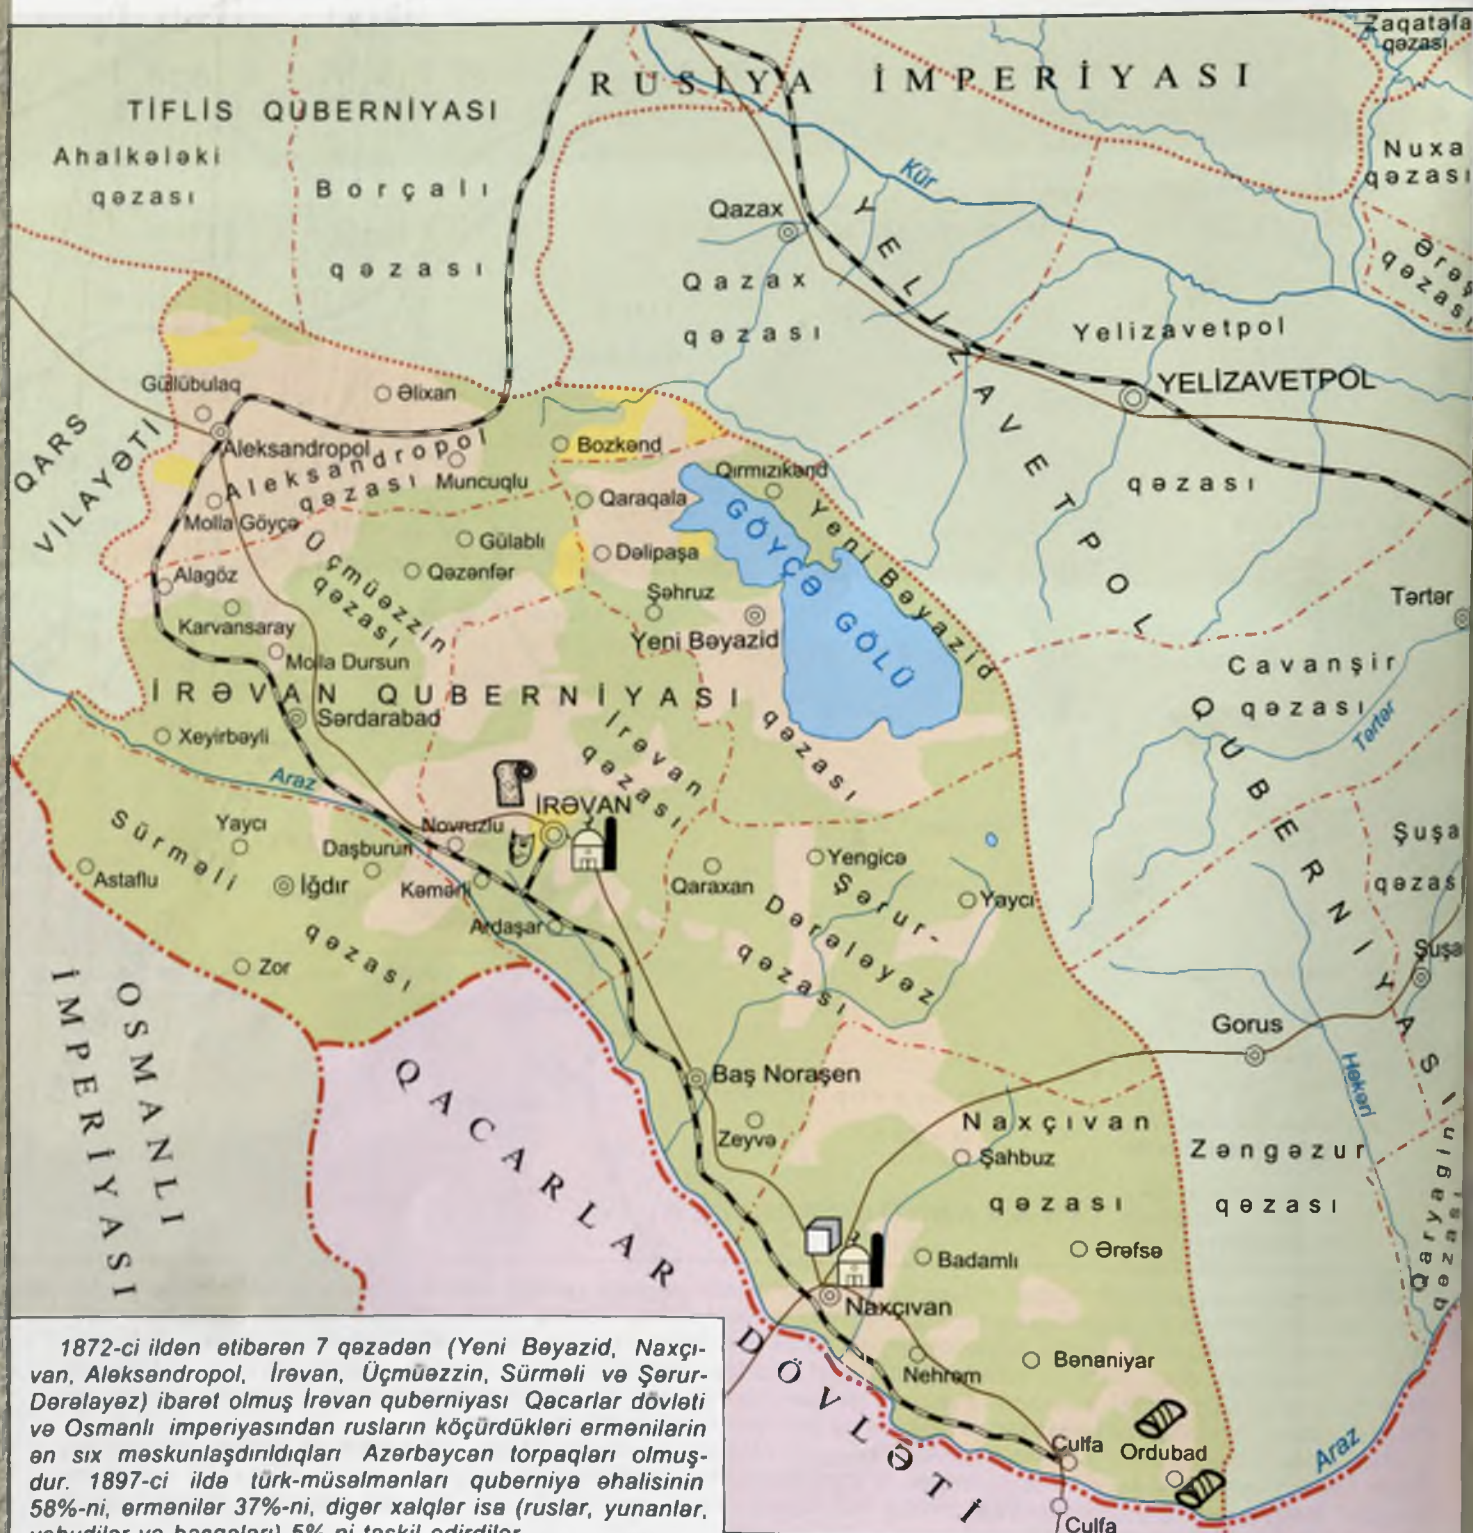 Zaqatala
qəzası
RUSİYA İMPERİYASI
TİFLİS QUBERNİYASI
Ahalkələki
qəzası
Borçalı
qəzası
Nuxa
qəzası
Kür
Qazax
Qazax
qəzası
Ərəş
qəzası
YELİZAVETPOL QUBERNİYASI
Yelizavetpol
qəzası
YELİZAVETPOL
QARS
VİLAYƏTİ
Gülübulaq
Əlixan
Aleksandropol
Aleksandropol
qəzası
Muncuqlu
Molla Göyçə
Bozkənd
Qaraqala
Qırmızıkənd
GÖYÇƏ GÖLÜ
Yeni Bəyazid
qəzası
Üçmüəzzin
qəzası
Gülablı
Qəzənfər
Dəlipaşa
Şəhruz
Yeni Bəyazid
Alagöz
Karvansaray
Molla Dursun
İRƏVAN QUBERNİYASI
Sərdarabad
Xeyirbəyli
Araz
İrəvan
qəzası
İRƏVAN
Tərtər
Cavanşir
qəzası
Tərtər
Sürməli
qəzası
Yaycı
Daşburun
Novruzlu
Astaflu
İğdır
Kəmərli
Ardaşar
Zor
Qaraxan
Yengicə
Şərur-
Dərələyəz
qəzası
Yaycı
Şuşa
qəzası
Şuşa
Gorus
Həkəri
OSMANLI
İMPERİYASI
QACARLAR DÖVLƏTİ
Baş Noraşen
Zeyvə
Naxçıvan
qəzası
Şahbuz
Zəngəzur
qəzası
Qaryagin
qəzası
Badamlı
Ərəfsə
Naxçıvan
Nehrəm
Bənəniyar
Culfa
Ordubad
Araz
Culfa
1872-ci ildən etibarən 7 qəzadan (Yeni Bəyazid, Naxçı-
van, Aleksandropol, İrəvan, Üçmüəzzin, Sürməli və Şərur-
Dərələyəz) ibarət olmuş İrəvan quberniyası Qacarlar dövləti
və Osmanlı imperiyasından rusların köçürdükləri ermənilərin
ən sıx məskunlaşdırıldıqları Azərbaycan torpaqları olmuş-
dur. 1897-ci ildə türk-müsəlmanları quberniya əhalisinin
58%-ni, ermənilər 37%-ni, digər xalqlar isə (ruslar, yunanlar,
yəhudilər və başqaları) 5%-ni təşkil edirdilər.